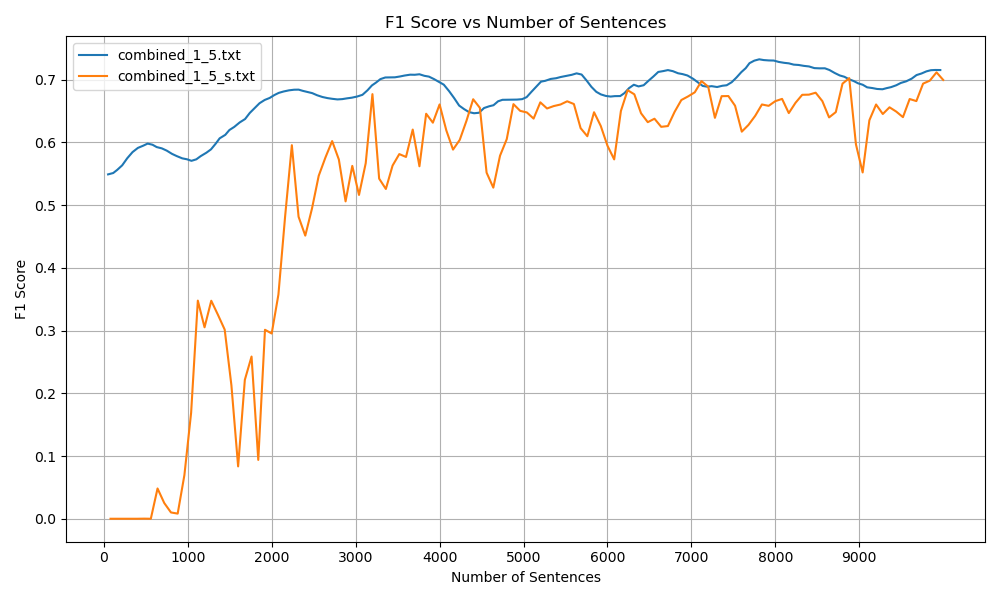 F1 Score vs Number of Sentences
combined_1_5.txt
combined_1_5_s.txt
F1 Score
0.7
0.6
0.5
0.4
0.3
0.2
0.1
0.0
0 1000 2000 3000 4000 5000 6000 7000 8000 9000
Number of Sentences